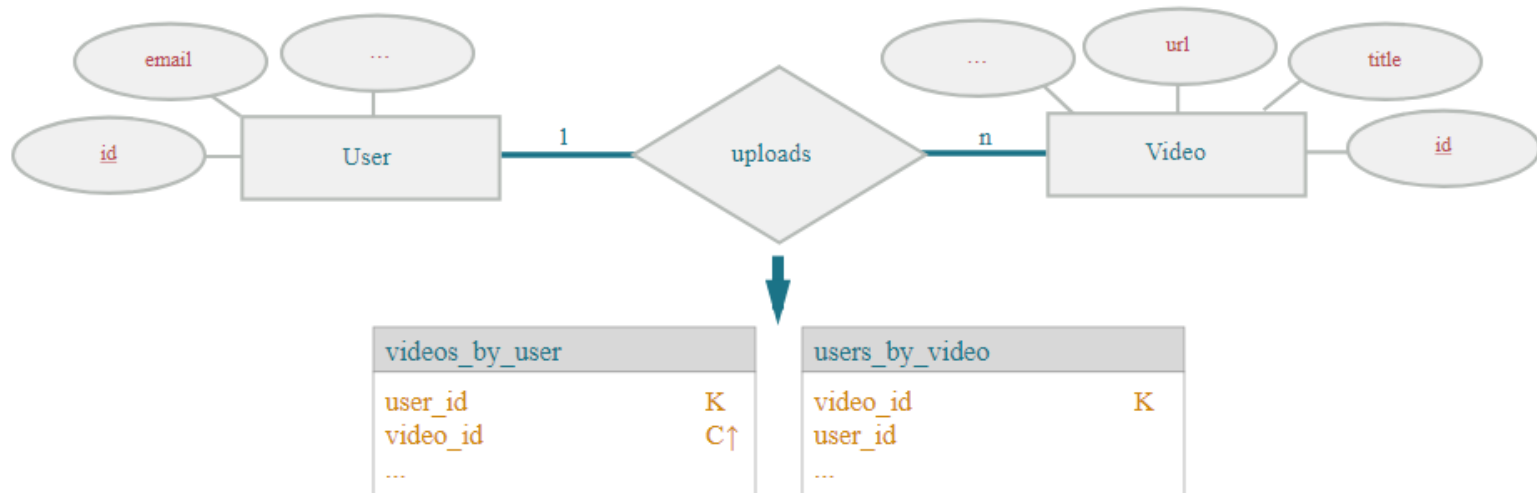 email
...
id
User
1
uploads
n
...
url
title
Video
id
videos_by_user
user_id K
video_id C↑
...
users_by_video
video_id K
user_id
...